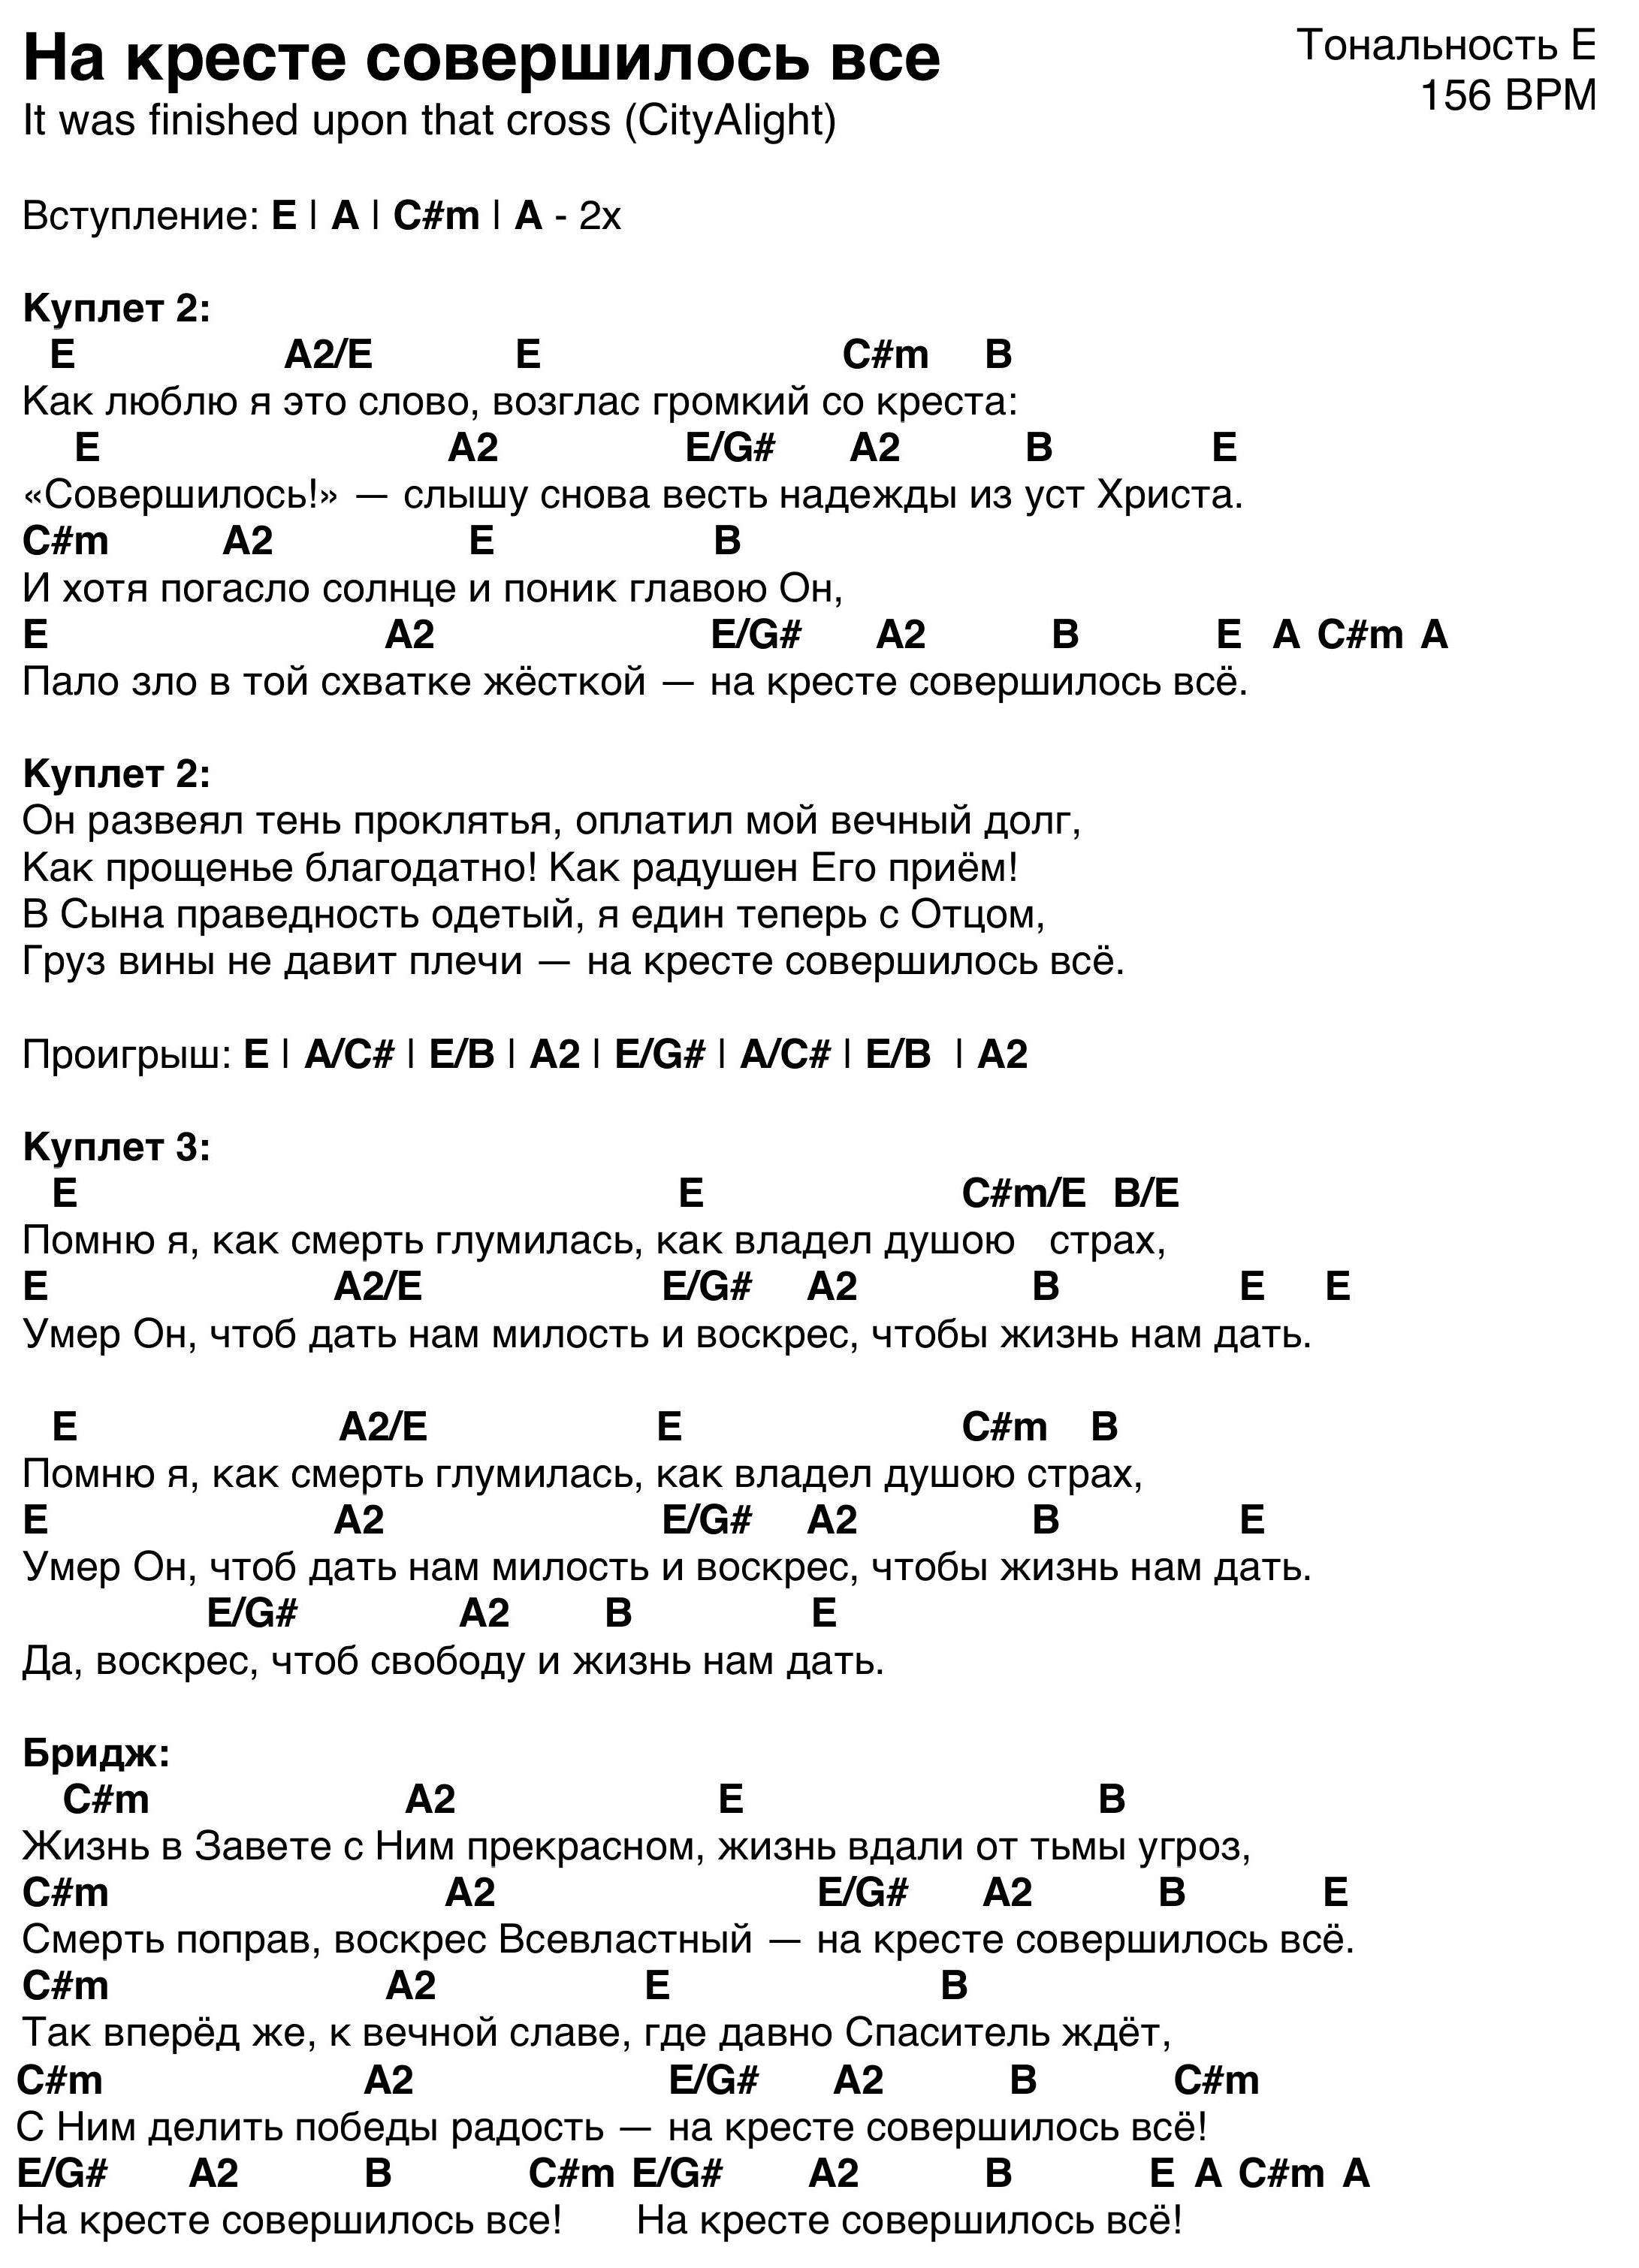 На кресте совершилось все
Тональность E
It was finished upon that cross (CityAlight)
156 BPM
Вступление: E | A | C#m | A - 2x
Куплет 2:
E A2/E E C#m B
Как люблю я это слово, возглас громкий со креста:
E A2 E/G# A2 B E
«Совершилось!» — слышу снова весть надежды из уст Христа.
C#m A2 E B
И хотя погасло солнце и поник главою Он,
E A2 E/G# A2 B E A C#m A
Пало зло в той схватке жёсткой — на кресте совершилось всё.
Куплет 2:
Он развеял тень проклятья, оплатил мой вечный долг,
Как прощенье благодатно! Как радушен Его приём!
В Сына праведность одетый, я един теперь с Отцом,
Груз вины не давит плечи — на кресте совершилось всё.
Проигрыш: E | A/C# | E/B | A2 | E/G# | A/C# | E/B | A2
Куплет 3:
E E C#m/E B/E
Помню я, как смерть глумилась, как владел душою страх,
E A2/E E/G# A2 B E E
Умер Он, чтоб дать нам милость и воскрес, чтобы жизнь нам дать.
E A2/E E C#m B
Помню я, как смерть глумилась, как владел душою страх,
E A2 E/G# A2 B E
Умер Он, чтоб дать нам милость и воскрес, чтобы жизнь нам дать.
E/G# A2 B E
Да, воскрес, чтоб свободу и жизнь нам дать.
Бридж:
C#m A2 E B
Жизнь в Завете с Ним прекрасном, жизнь вдали от тьмы угроз,
C#m A2 E/G# A2 B E
Смерть поправ, воскрес Всевластный — на кресте совершилось всё.
C#m A2 E B
Так вперёд же, к вечной славе, где давно Спаситель ждёт,
C#m A2 E/G# A2 B C#m
С Ним делить победы радость — на кресте совершилось всё!
E/G# A2 B C#m E/G# A2 B E A C#m A
На кресте совершилось все! На кресте совершилось всё!